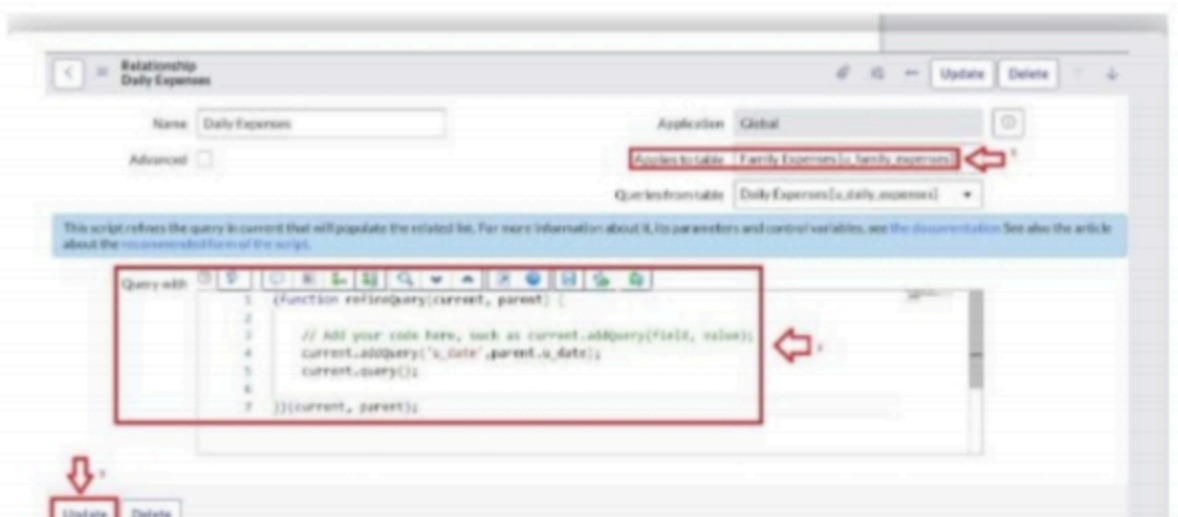 Relationship
Daily Expenses
Update Delete
Name Daily Expenses
Application Global
Advanced
Applies to table Family Expenses [u_family_expenses]
Queries from table Daily Expenses [u_daily_expenses]
This script refines the query in current that will populate the related list. For more information about it, its parameters and control variables, see the documentation See also the article
about the recommended form of the script.
Query with
1 (function refineQuery(current, parent) {
2
3 // Add your code here, such as current.addQuery(field, value);
4 current.addQuery('u_date',parent.u_date);
5 current.query();
6
7 })(current, parent);
Update Delete